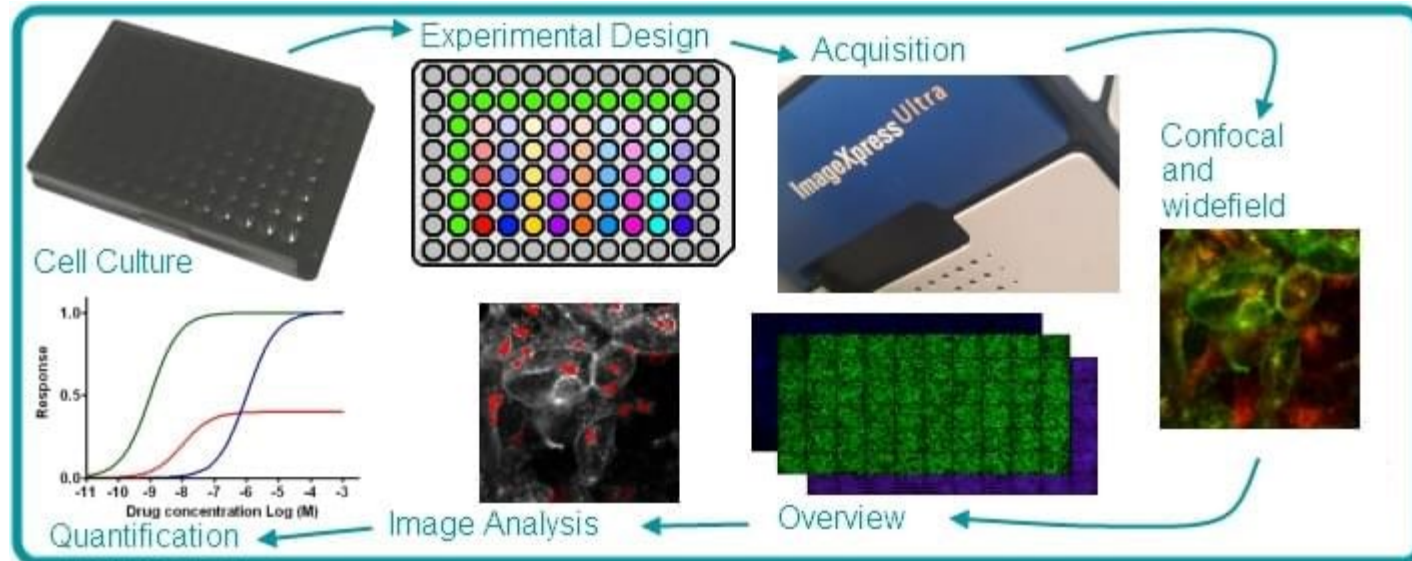 Experimental Design
Acquisition
Confocal
and
widefield
ImageXpress Ultra
Cell Culture
1.0
0.5
0.0
Response
-11 -10 -9 -8 -7 -6 -5 -4 -3
Drug concentration Log (M)
Quantification
Image Analysis
Overview